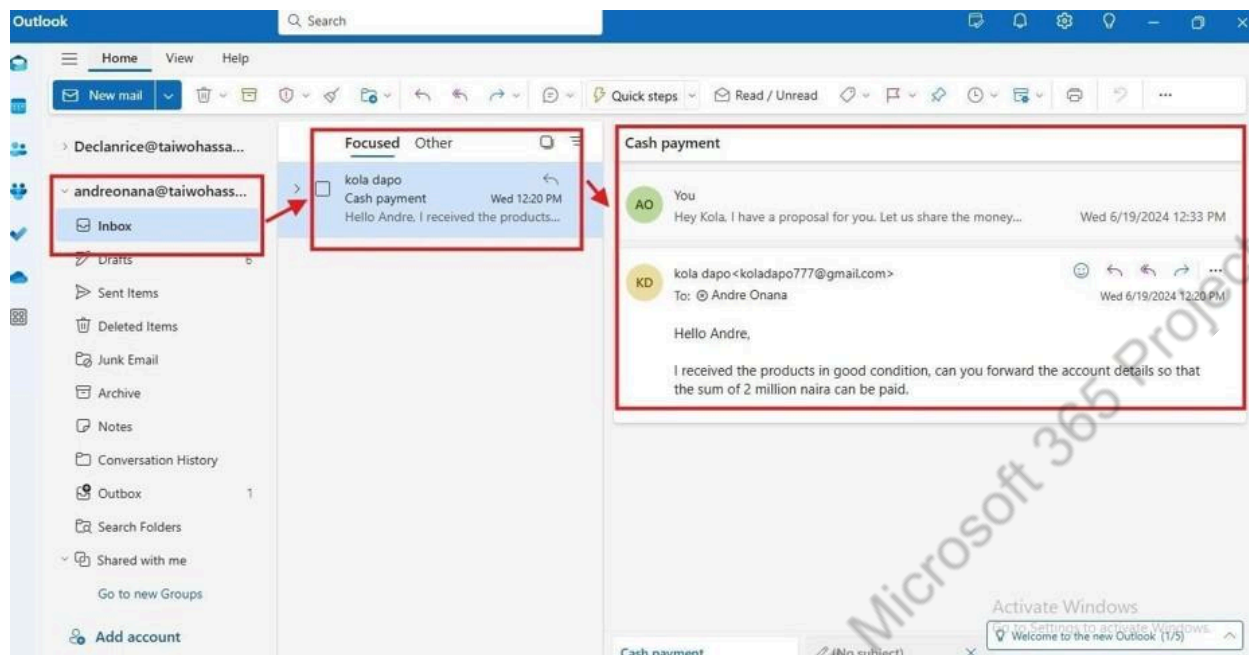 Outlook
Search
Home View Help
New mail
Quick steps
Read / Unread
Declanrice@taiwohassa...
andreonana@taiwohass...
Inbox
Drafts 6
Sent Items
Deleted Items
Junk Email
Archive
Notes
Conversation History
Outbox 1
Search Folders
Shared with me
Go to new Groups
Add account
Focused Other
kola dapo
Cash payment Wed 12:20 PM
Hello Andre, I received the products...
Cash payment
AO
You
Hey Kola, I have a proposal for you. Let us share the money... Wed 6/19/2024 12:33 PM
KD
kola dapo<koladapo777@gmail.com>
To: Andre Onana
Wed 6/19/2024 12:20 PM
Hello Andre,
I received the products in good condition, can you forward the account details so that
the sum of 2 million naira can be paid.
Microsoft 365 Project
Activate Windows
Go to Settings to activate Windows.
Welcome to the new Outlook (1/5)
Cash payment
(No subject)